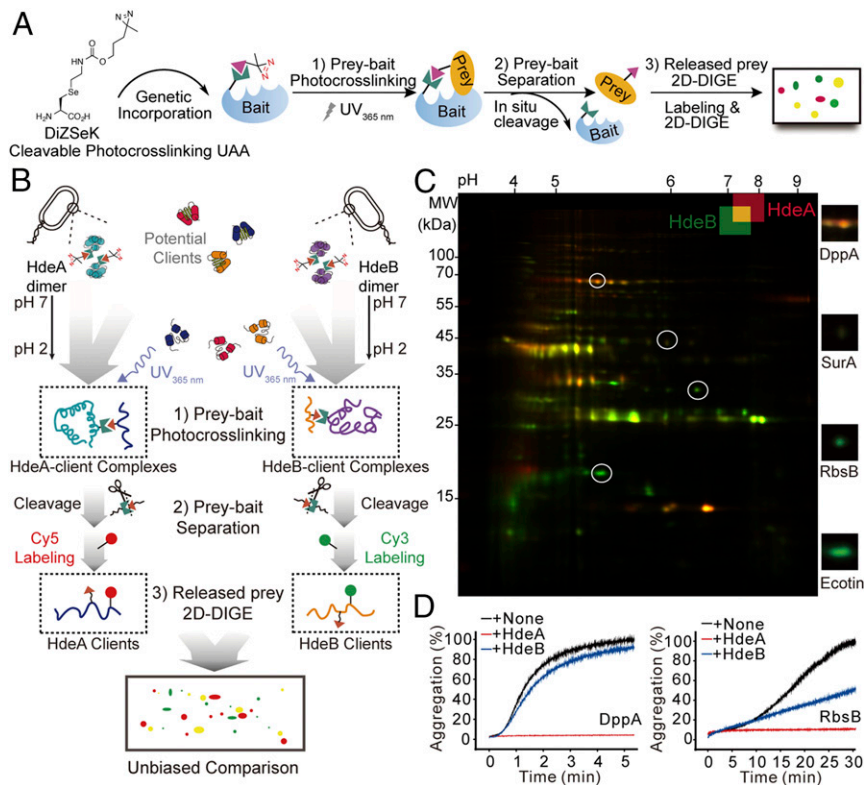 A
N
N
O
N
H
O
Se
H₂N
CO₂H
DiZSeK
Cleavable Photocrosslinking UAA
Genetic
Incorporation
N
N
Bait
1) Prey-bait
Photocrosslinking
UV365 nm
Prey
Bait
2) Prey-bait
Separation
In situ
cleavage
Prey
Bait
3) Released prey
2D-DIGE
Labeling &
2D-DIGE
B
Potential
Clients
HdeA
dimer
HdeB
dimer
pH 7
pH 7
pH 2
pH 2
UV365 nm
UV365 nm
1) Prey-bait
Photocrosslinking
HdeA-client Complexes
HdeB-client Complexes
Cleavage
2) Prey-bait
Separation
Cleavage
Cy5
Labeling
Cy3
Labeling
3) Released prey
2D-DIGE
HdeA Clients
HdeB Clients
Unbiased Comparison
C
pH 4 5 6 7 8 9
MW
(kDa)
HdeB
HdeA
100
70
55
45
35
25
15
DppA
SurA
RbsB
Ecotin
D
Aggregation (%)
100
80
60
40
20
0
+None
+HdeA
+HdeB
DppA
0 1 2 3 4 5
Time (min)
Aggregation (%)
100
80
60
40
20
0
+None
+HdeA
+HdeB
RbsB
0 5 10 15 20 25 30
Time (min)